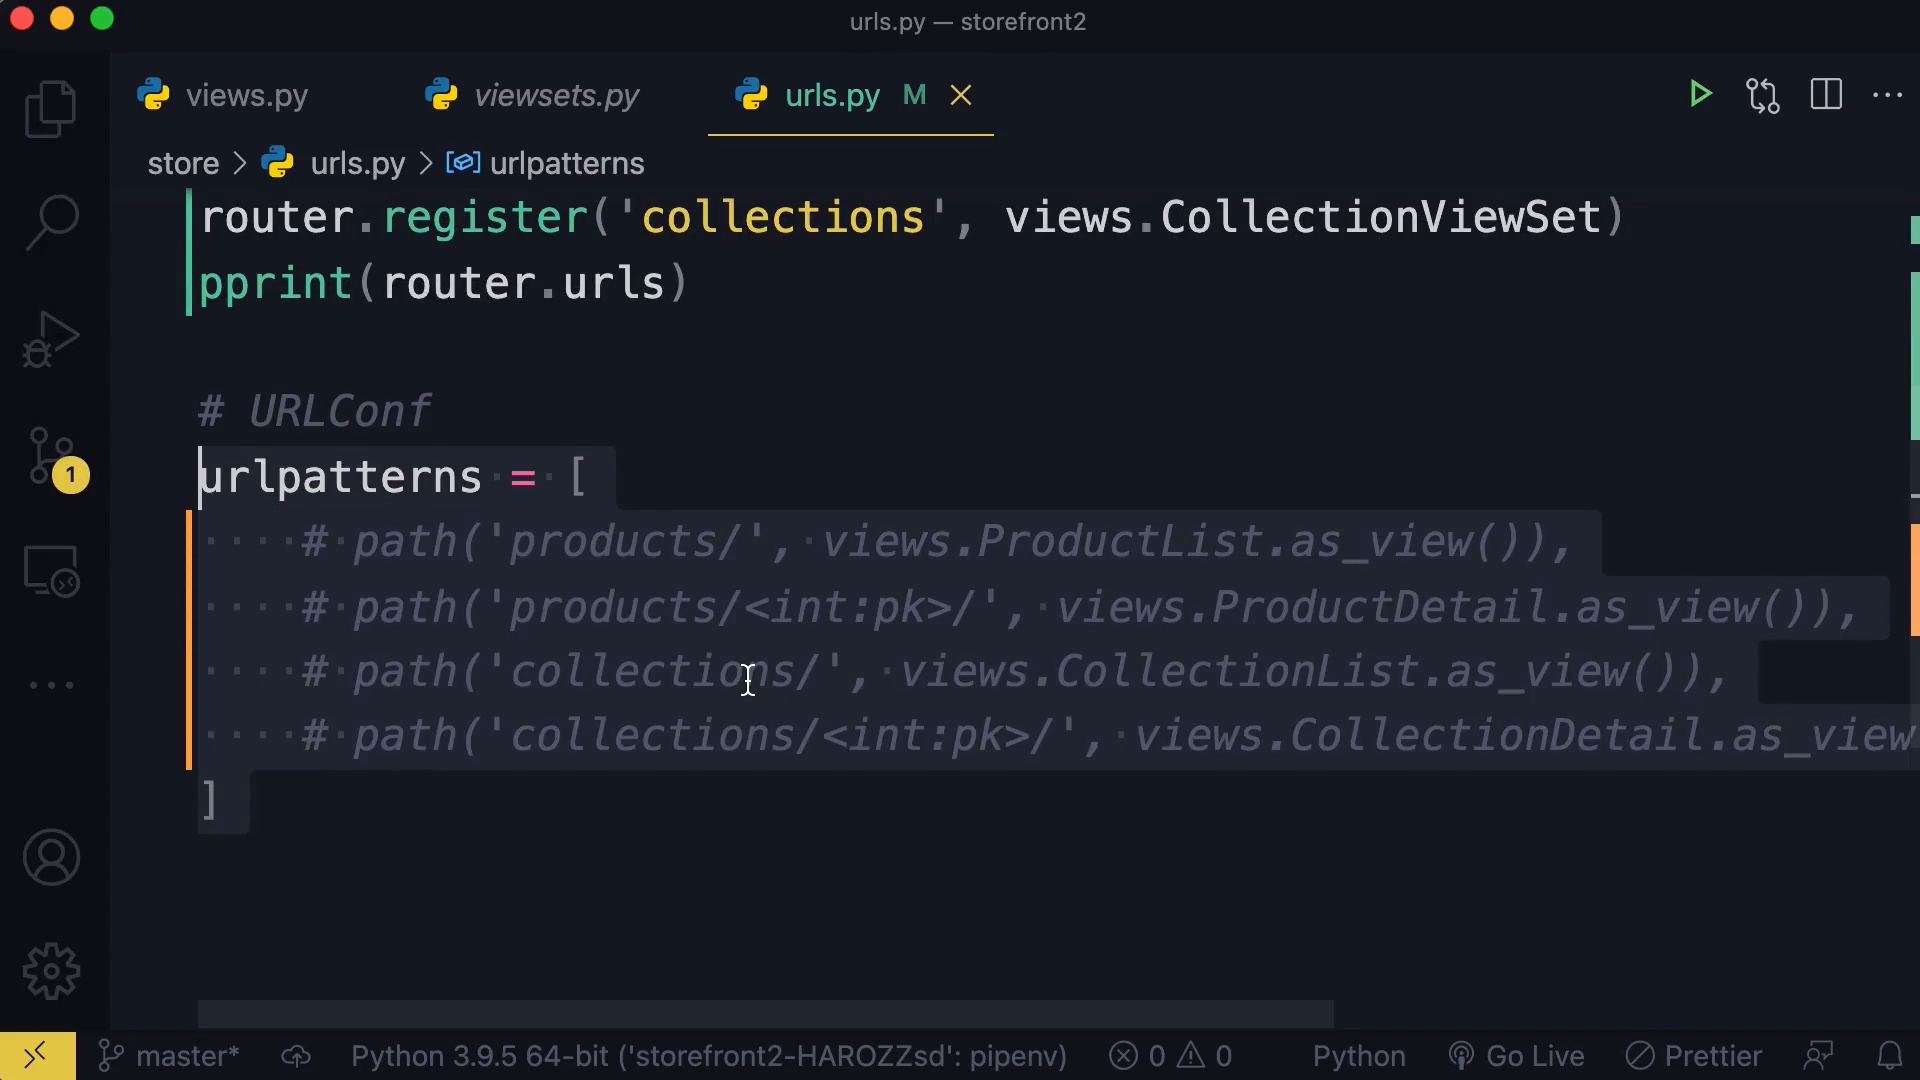 urls.py — storefront2
views.py viewsets.py urls.py M
store > urls.py > urlpatterns
router.register('collections', views.CollectionViewSet)
pprint(router.urls)
# URLConf
urlpatterns = [
    # path('products/', views.ProductList.as_view()),
    # path('products/<int:pk>/', views.ProductDetail.as_view()),
    # path('collections/', views.CollectionList.as_view()),
    # path('collections/<int:pk>/', views.CollectionDetail.as_view
]
1
master* Python 3.9.5 64-bit ('storefront2-HAROZZsd': pipenv) 0 0 Python Go Live Prettier